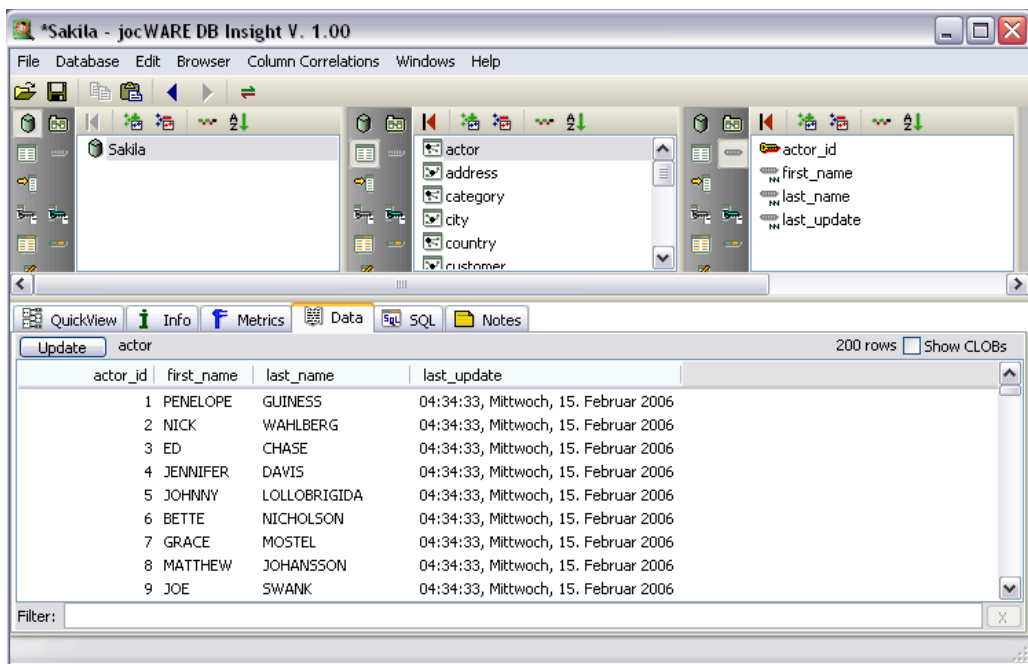 *Sakila - jocWARE DB Insight V. 1.00
File Database Edit Browser Column Correlations Windows Help
Sakila
actor
address
category
city
country
customer
actor_id
first_name
last_name
last_update
QuickView Info Metrics Data SQL Notes
Update actor 200 rows Show CLOBs
actor_id first_name last_name last_update
1 PENELOPE GUINESS 04:34:33, Mittwoch, 15. Februar 2006
2 NICK WAHLBERG 04:34:33, Mittwoch, 15. Februar 2006
3 ED CHASE 04:34:33, Mittwoch, 15. Februar 2006
4 JENNIFER DAVIS 04:34:33, Mittwoch, 15. Februar 2006
5 JOHNNY LOLLOBRIGIDA 04:34:33, Mittwoch, 15. Februar 2006
6 BETTE NICHOLSON 04:34:33, Mittwoch, 15. Februar 2006
7 GRACE MOSTEL 04:34:33, Mittwoch, 15. Februar 2006
8 MATTHEW JOHANSSON 04:34:33, Mittwoch, 15. Februar 2006
9 JOE SWANK 04:34:33, Mittwoch, 15. Februar 2006
Filter: X